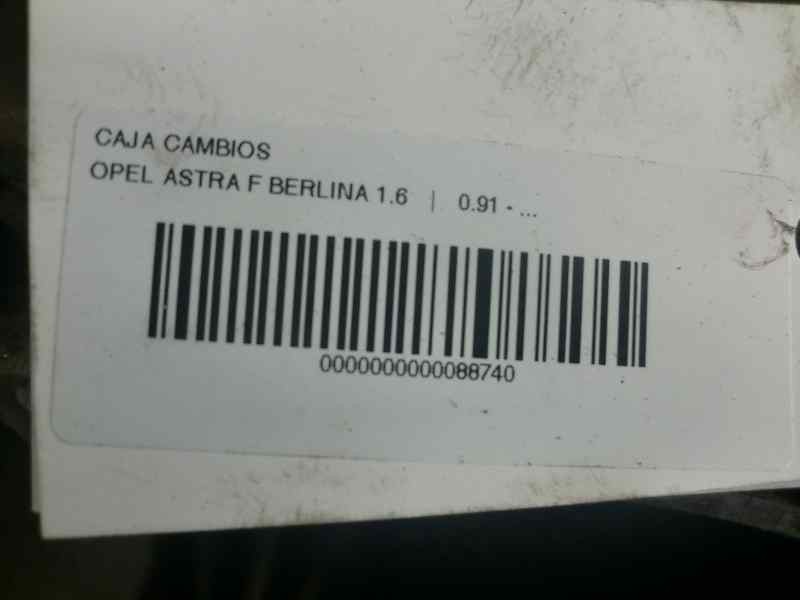 CAJA CAMBIOS
OPEL ASTRA F BERLINA 1.6 | 0.91 - ...
0000000000088740